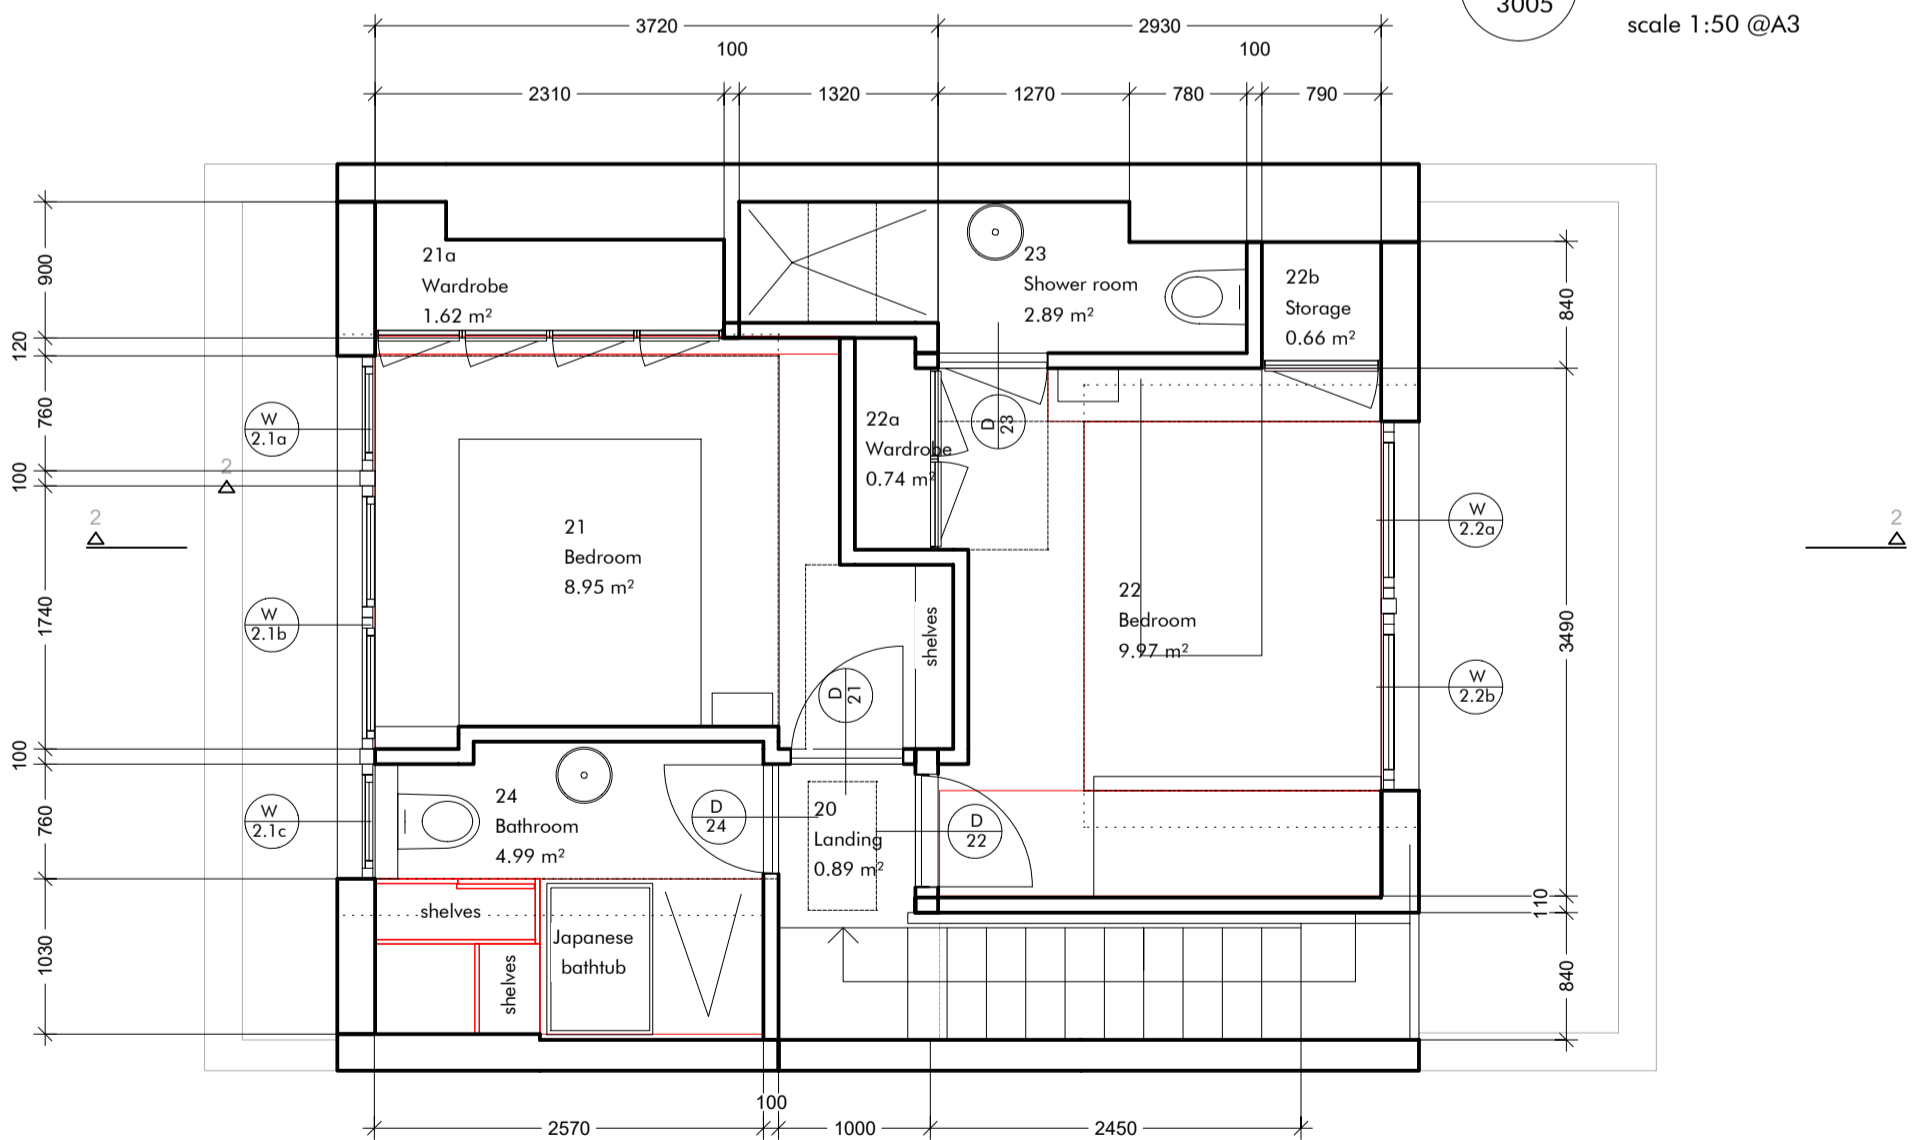 3005
scale 1:50 @A3
3720
2930
100
100
2310
1320
1270
780
790
21a
Wardrobe
1.62 m²
23
Shower room
2.89 m²
22b
Storage
0.66 m²
900
120
760
100
1740
100
760
1030
840
3490
110
840
W
2.1a
2
2
W
2.1b
W
2.1c
22a
Wardrobe
0.74 m²
D
23
W
2.2a
2
W
2.2b
21
Bedroom
8.95 m²
22
Bedroom
9.97 m²
shelves
D
21
24
Bathroom
4.99 m²
D
24
20
Landing
0.89 m²
D
22
shelves
shelves
Japanese
bathtub
100
2570
1000
2450